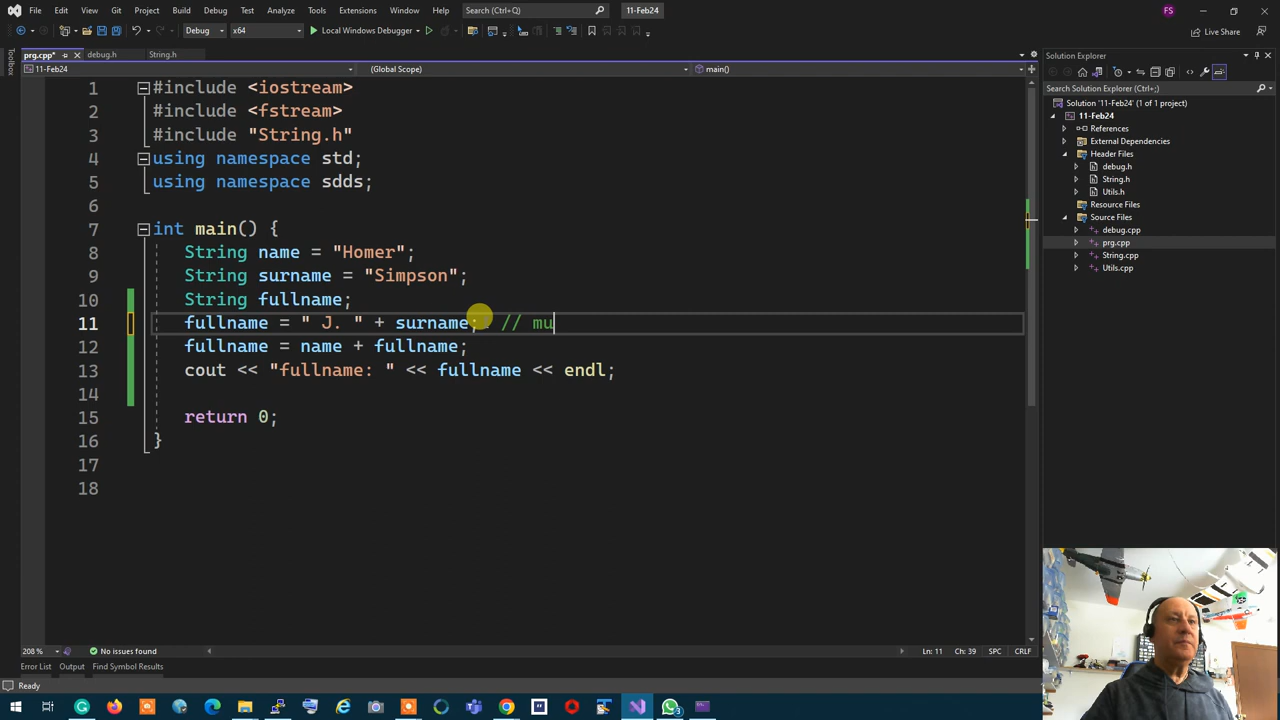 File Edit View Git Project Build Debug Test Analyze Tools Extensions Window Help Search (Ctrl+Q) 11-Feb24 FS
Debug x64 Local Windows Debugger Live Share
Toolbox
prg.cpp* debug.h String.h
11-Feb24 (Global Scope) main()
1 #include <iostream>
2 #include <fstream>
3 #include "String.h"
4 using namespace std;
5 using namespace sdds;
6
7 int main() {
8 String name = "Homer";
9 String surname = "Simpson";
10 String fullname;
11 fullname = " J. " + surname; // mu
12 fullname = name + fullname;
13 cout << "fullname: " << fullname << endl;
14
15 return 0;
16 }
17
18
208 % No issues found Ln: 11 Ch: 39 SPC CRLF
Error List Output Find Symbol Results
Ready
Solution Explorer
Search Solution Explorer (Ctrl+;)
Solution '11-Feb24' (1 of 1 project)
11-Feb24
References
External Dependencies
Header Files
debug.h
String.h
Utils.h
Resource Files
Source Files
debug.cpp
prg.cpp
String.cpp
Utils.cpp
3